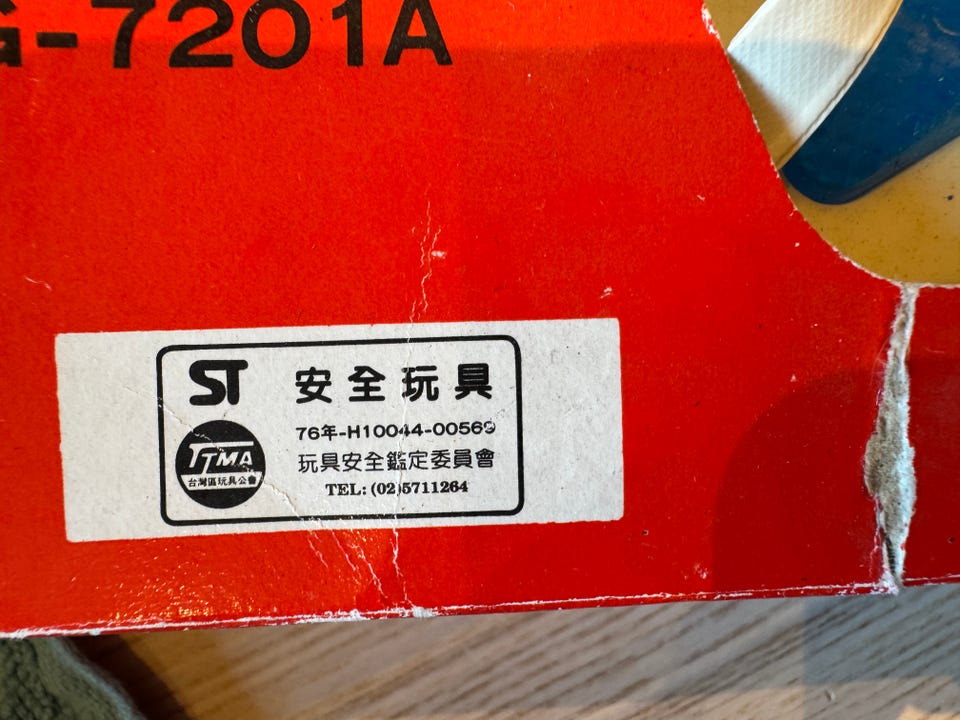 G-7201A
ST 安全玩具
76年-H10044-00569
玩具安全鑑定委員會
TEL: (02)5711264
TTMA
台灣區玩具公會